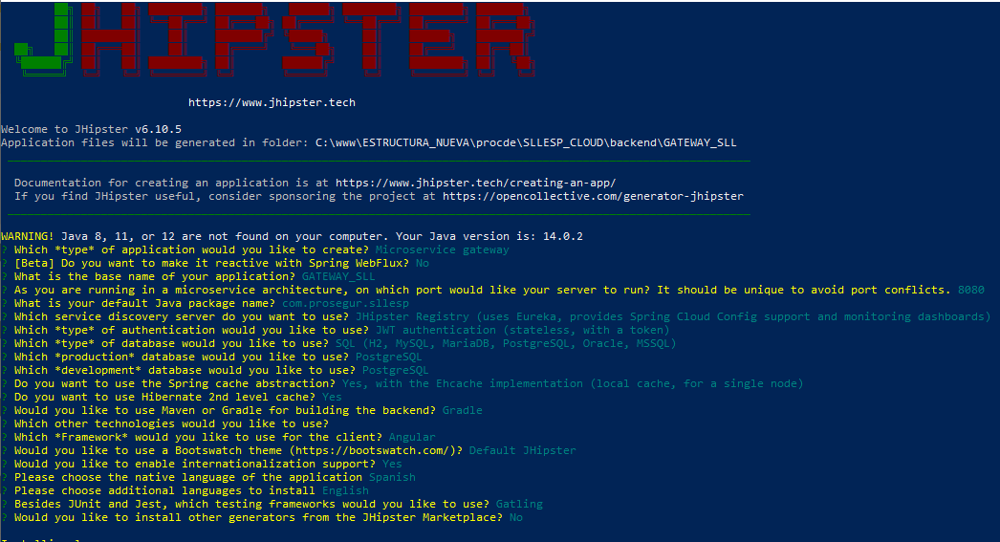 JHIPSTER
https://www.jhipster.tech
Welcome to JHipster v6.10.5
Application files will be generated in folder: C:\www\ESTRUCTURA_NUEVA\procde\SLLESP_CLOUD\backend\GATEWAY_SLL
Documentation for creating an application is at https://www.jhipster.tech/creating-an-app/
If you find JHipster useful, consider sponsoring the project at https://opencollective.com/generator-jhipster
WARNING! Java 8, 11, or 12 are not found on your computer. Your Java version is: 14.0.2
? Which *type* of application would you like to create? Microservice gateway
? [Beta] Do you want to make it reactive with Spring WebFlux? No
? What is the base name of your application? GATEWAY_SLL
? As you are running in a microservice architecture, on which port would like your server to run? It should be unique to avoid port conflicts. 8080
? What is your default Java package name? com.prosegur.sllesp
? Which service discovery server do you want to use? JHipster Registry (uses Eureka, provides Spring Cloud Config support and monitoring dashboards)
? Which *type* of authentication would you like to use? JWT authentication (stateless, with a token)
? Which *type* of database would you like to use? SQL (H2, MySQL, MariaDB, PostgreSQL, Oracle, MSSQL)
? Which *production* database would you like to use? PostgreSQL
? Which *development* database would you like to use? PostgreSQL
? Do you want to use the Spring cache abstraction? Yes, with the Ehcache implementation (local cache, for a single node)
? Do you want to use Hibernate 2nd level cache? Yes
? Would you like to use Maven or Gradle for building the backend? Gradle
? Which other technologies would you like to use?
? Which *Framework* would you like to use for the client? Angular
? Would you like to use a Bootswatch theme (https://bootswatch.com/)? Default JHipster
? Would you like to enable internationalization support? Yes
? Please choose the native language of the application Spanish
? Please choose additional languages to install English
? Besides JUnit and Jest, which testing frameworks would you like to use? Gatling
? Would you like to install other generators from the JHipster Marketplace? No